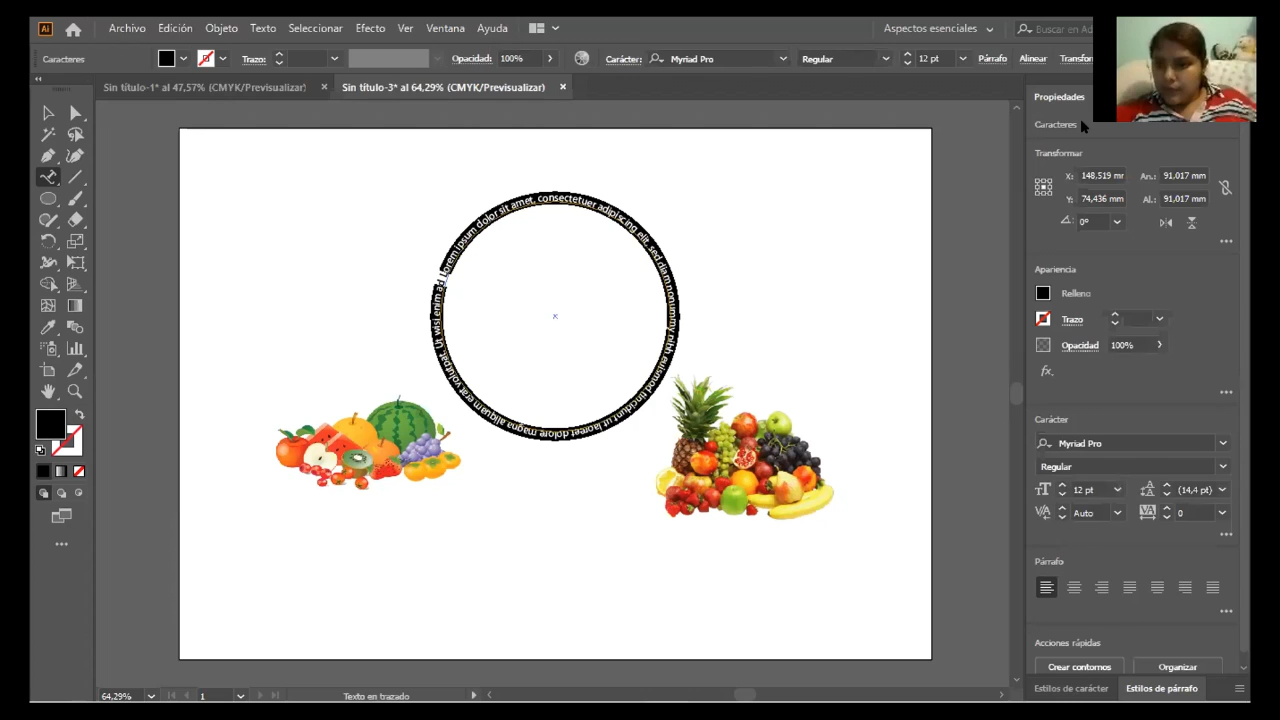 Ai Archivo Edición Objeto Texto Seleccionar Efecto Ver Ventana Ayuda Aspectos esenciales Buscar en Ad
Caracteres Trazo: Opacidad: 100% Carácter: Myriad Pro Regular 12 pt Párrafo Alinear Transfor
Sin título-1* al 47,57% (CMYK/Previsualizar) × Sin título-3* al 64,29% (CMYK/Previsualizar) ×
Propiedades
Caracteres
Transformar
X: 148,519 mr An.: 91,017 mm
Y: 74,436 mm Al.: 91,017 mm
0°
Lorem ipsum dolor sit amet, consectetuer adipiscing elit, sed diam nonummy nibh euismod tincidunt ut laoreet dolore magna aliquam erat volutpat. Ut wisi enim ad
Apariencia
Relleno
Trazo
Opacidad 100%
fx.
Carácter
Myriad Pro
Regular
12 pt (14,4 pt)
Auto 0
Párrafo
Acciones rápidas
Crear contornos Organizar
Estilos de carácter Estilos de párrafo
64,29% 1 Texto en trazado